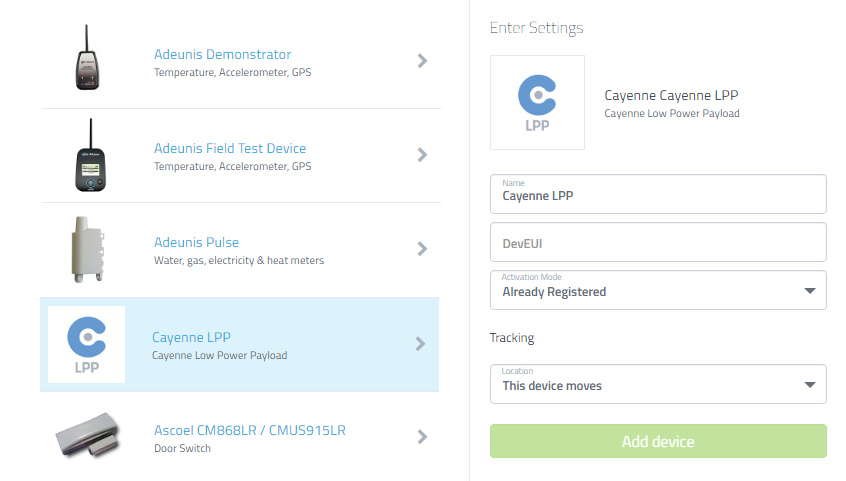 Adeunis Demonstrator
Temperature, Accelerometer, GPS
Adeunis Field Test Device
Temperature, Accelerometer, GPS
Adeunis Pulse
Water, gas, electricity & heat meters
LPP
Cayenne LPP
Cayenne Low Power Payload
Ascoel CM868LR / CMUS915LR
Door Switch
Enter Settings
LPP
Cayenne Cayenne LPP
Cayenne Low Power Payload
Name
Cayenne LPP
DevEUI
Activation Mode
Already Registered
Tracking
Location
This device moves
Add device